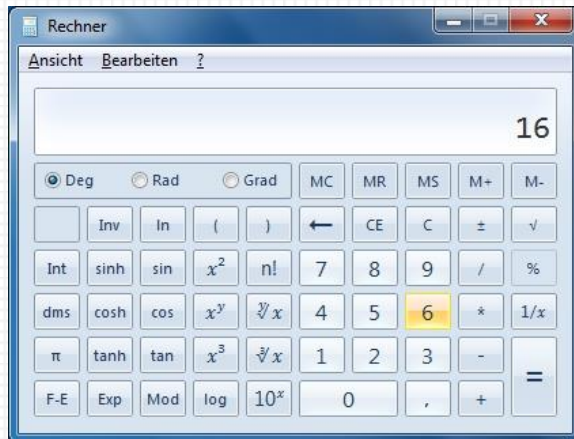 Rechner
Ansicht Bearbeiten ?
16
Deg Rad Grad MC MR MS M+ M-
Inv In ( ) ← CE C ± √
Int sinh sin x² n! 7 8 9 / %
dms cosh cos xʸ ʸ√x 4 5 6 * 1/x
π tanh tan x³ ³√x 1 2 3 - =
F-E Exp Mod log 10ˣ 0 , +